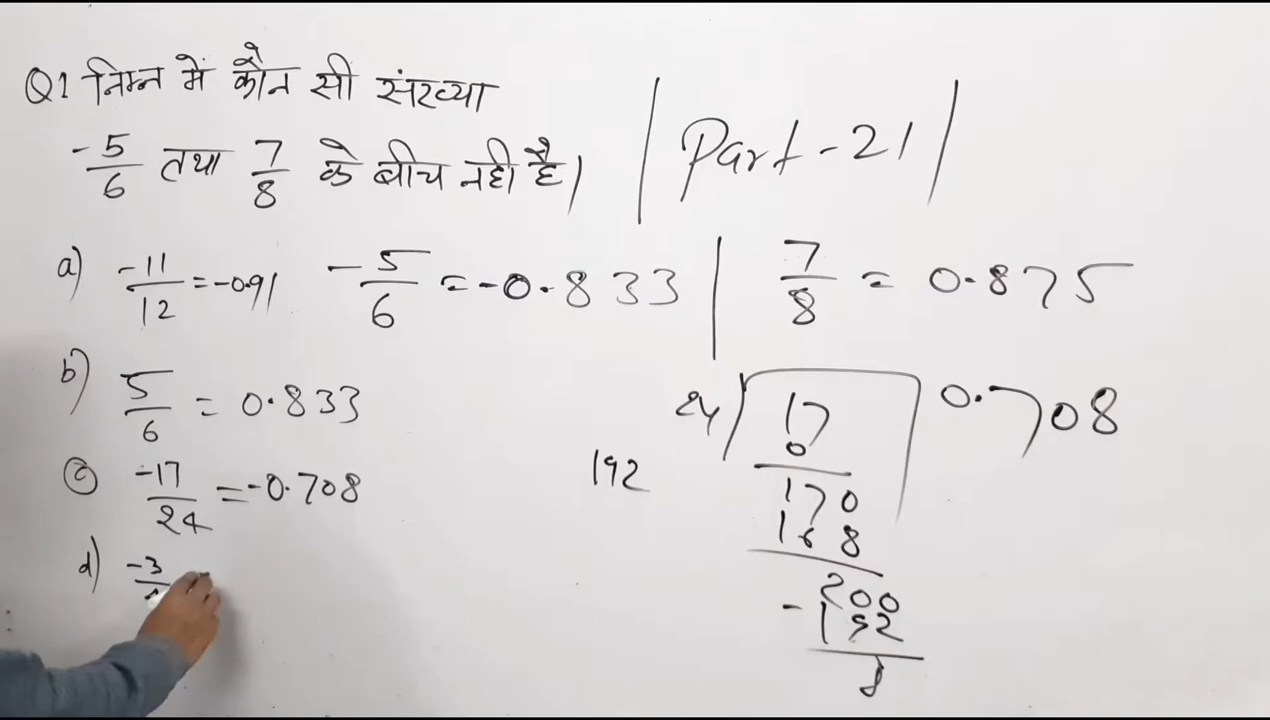 Q1 निम्न में कौन सी संख्या
-5/6 तथा 7/8 के बीच नही है।
| Part-21 |
a) -11/12 = -0.91
-5/6 = -0.833 | 7/8 = 0.875
b) 5/6 = 0.833
c) -17/24 = -0.708
d) -3
24 ) 17 ( 0.708
0
170
168
200
- 192
8
192